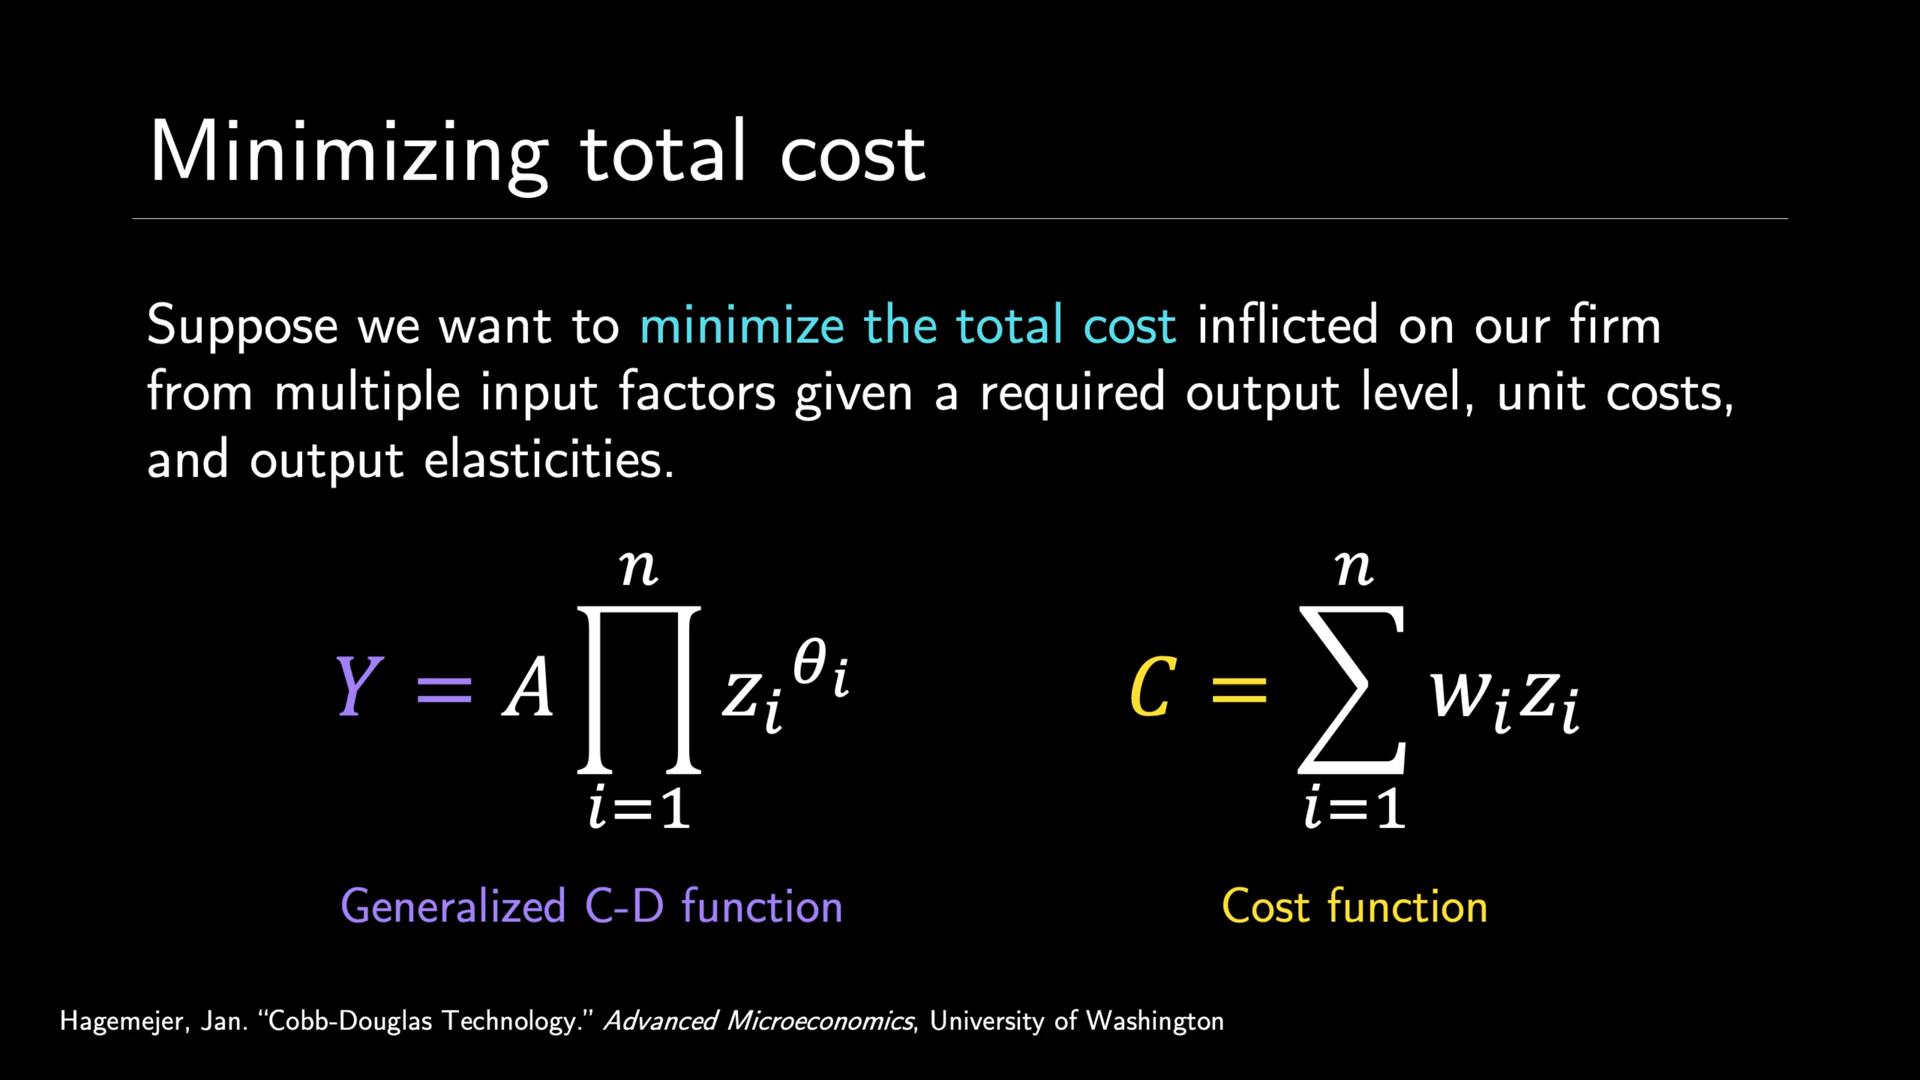 Minimizing total cost
Suppose we want to minimize the total cost inflicted on our firm
from multiple input factors given a required output level, unit costs,
and output elasticities.
Y = A ∏_{i=1}^{n} z_i^{θ_i}
C = ∑_{i=1}^{n} w_i z_i
Generalized C-D function
Cost function
Hagemejer, Jan. “Cobb-Douglas Technology.” Advanced Microeconomics, University of Washington